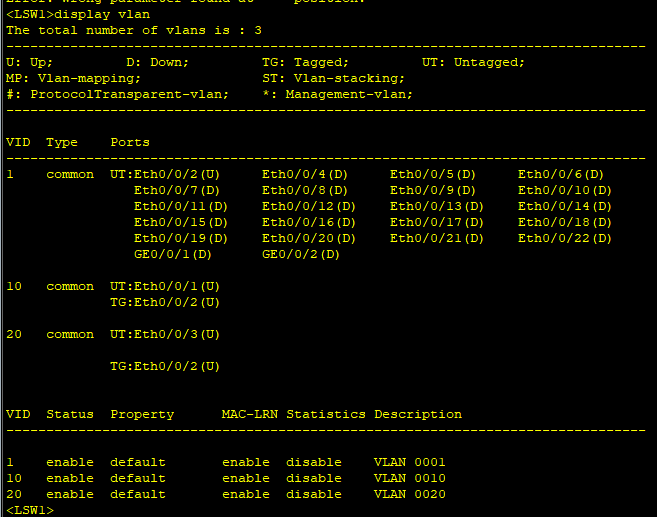 Error: Wrong parameter found at position.
<LSW1>display vlan
The total number of vlans is : 3
--------------------------------------------------------------------------------
U: Up;         D: Down;         TG: Tagged;         UT: Untagged;
MP: Vlan-mapping;               ST: Vlan-stacking;
#: ProtocolTransparent-vlan;    *: Management-vlan;
--------------------------------------------------------------------------------
VID  Type    Ports
--------------------------------------------------------------------------------
1    common  UT:Eth0/0/2(U)     Eth0/0/4(D)     Eth0/0/5(D)     Eth0/0/6(D)
                Eth0/0/7(D)     Eth0/0/8(D)     Eth0/0/9(D)     Eth0/0/10(D)
                Eth0/0/11(D)    Eth0/0/12(D)    Eth0/0/13(D)    Eth0/0/14(D)
                Eth0/0/15(D)    Eth0/0/16(D)    Eth0/0/17(D)    Eth0/0/18(D)
                Eth0/0/19(D)    Eth0/0/20(D)    Eth0/0/21(D)    Eth0/0/22(D)
                GE0/0/1(D)      GE0/0/2(D)
10   common  UT:Eth0/0/1(U)
             TG:Eth0/0/2(U)
20   common  UT:Eth0/0/3(U)
             TG:Eth0/0/2(U)
VID  Status  Property      MAC-LRN Statistics Description
--------------------------------------------------------------------------------
1    enable  default       enable  disable    VLAN 0001
10   enable  default       enable  disable    VLAN 0010
20   enable  default       enable  disable    VLAN 0020
<LSW1>